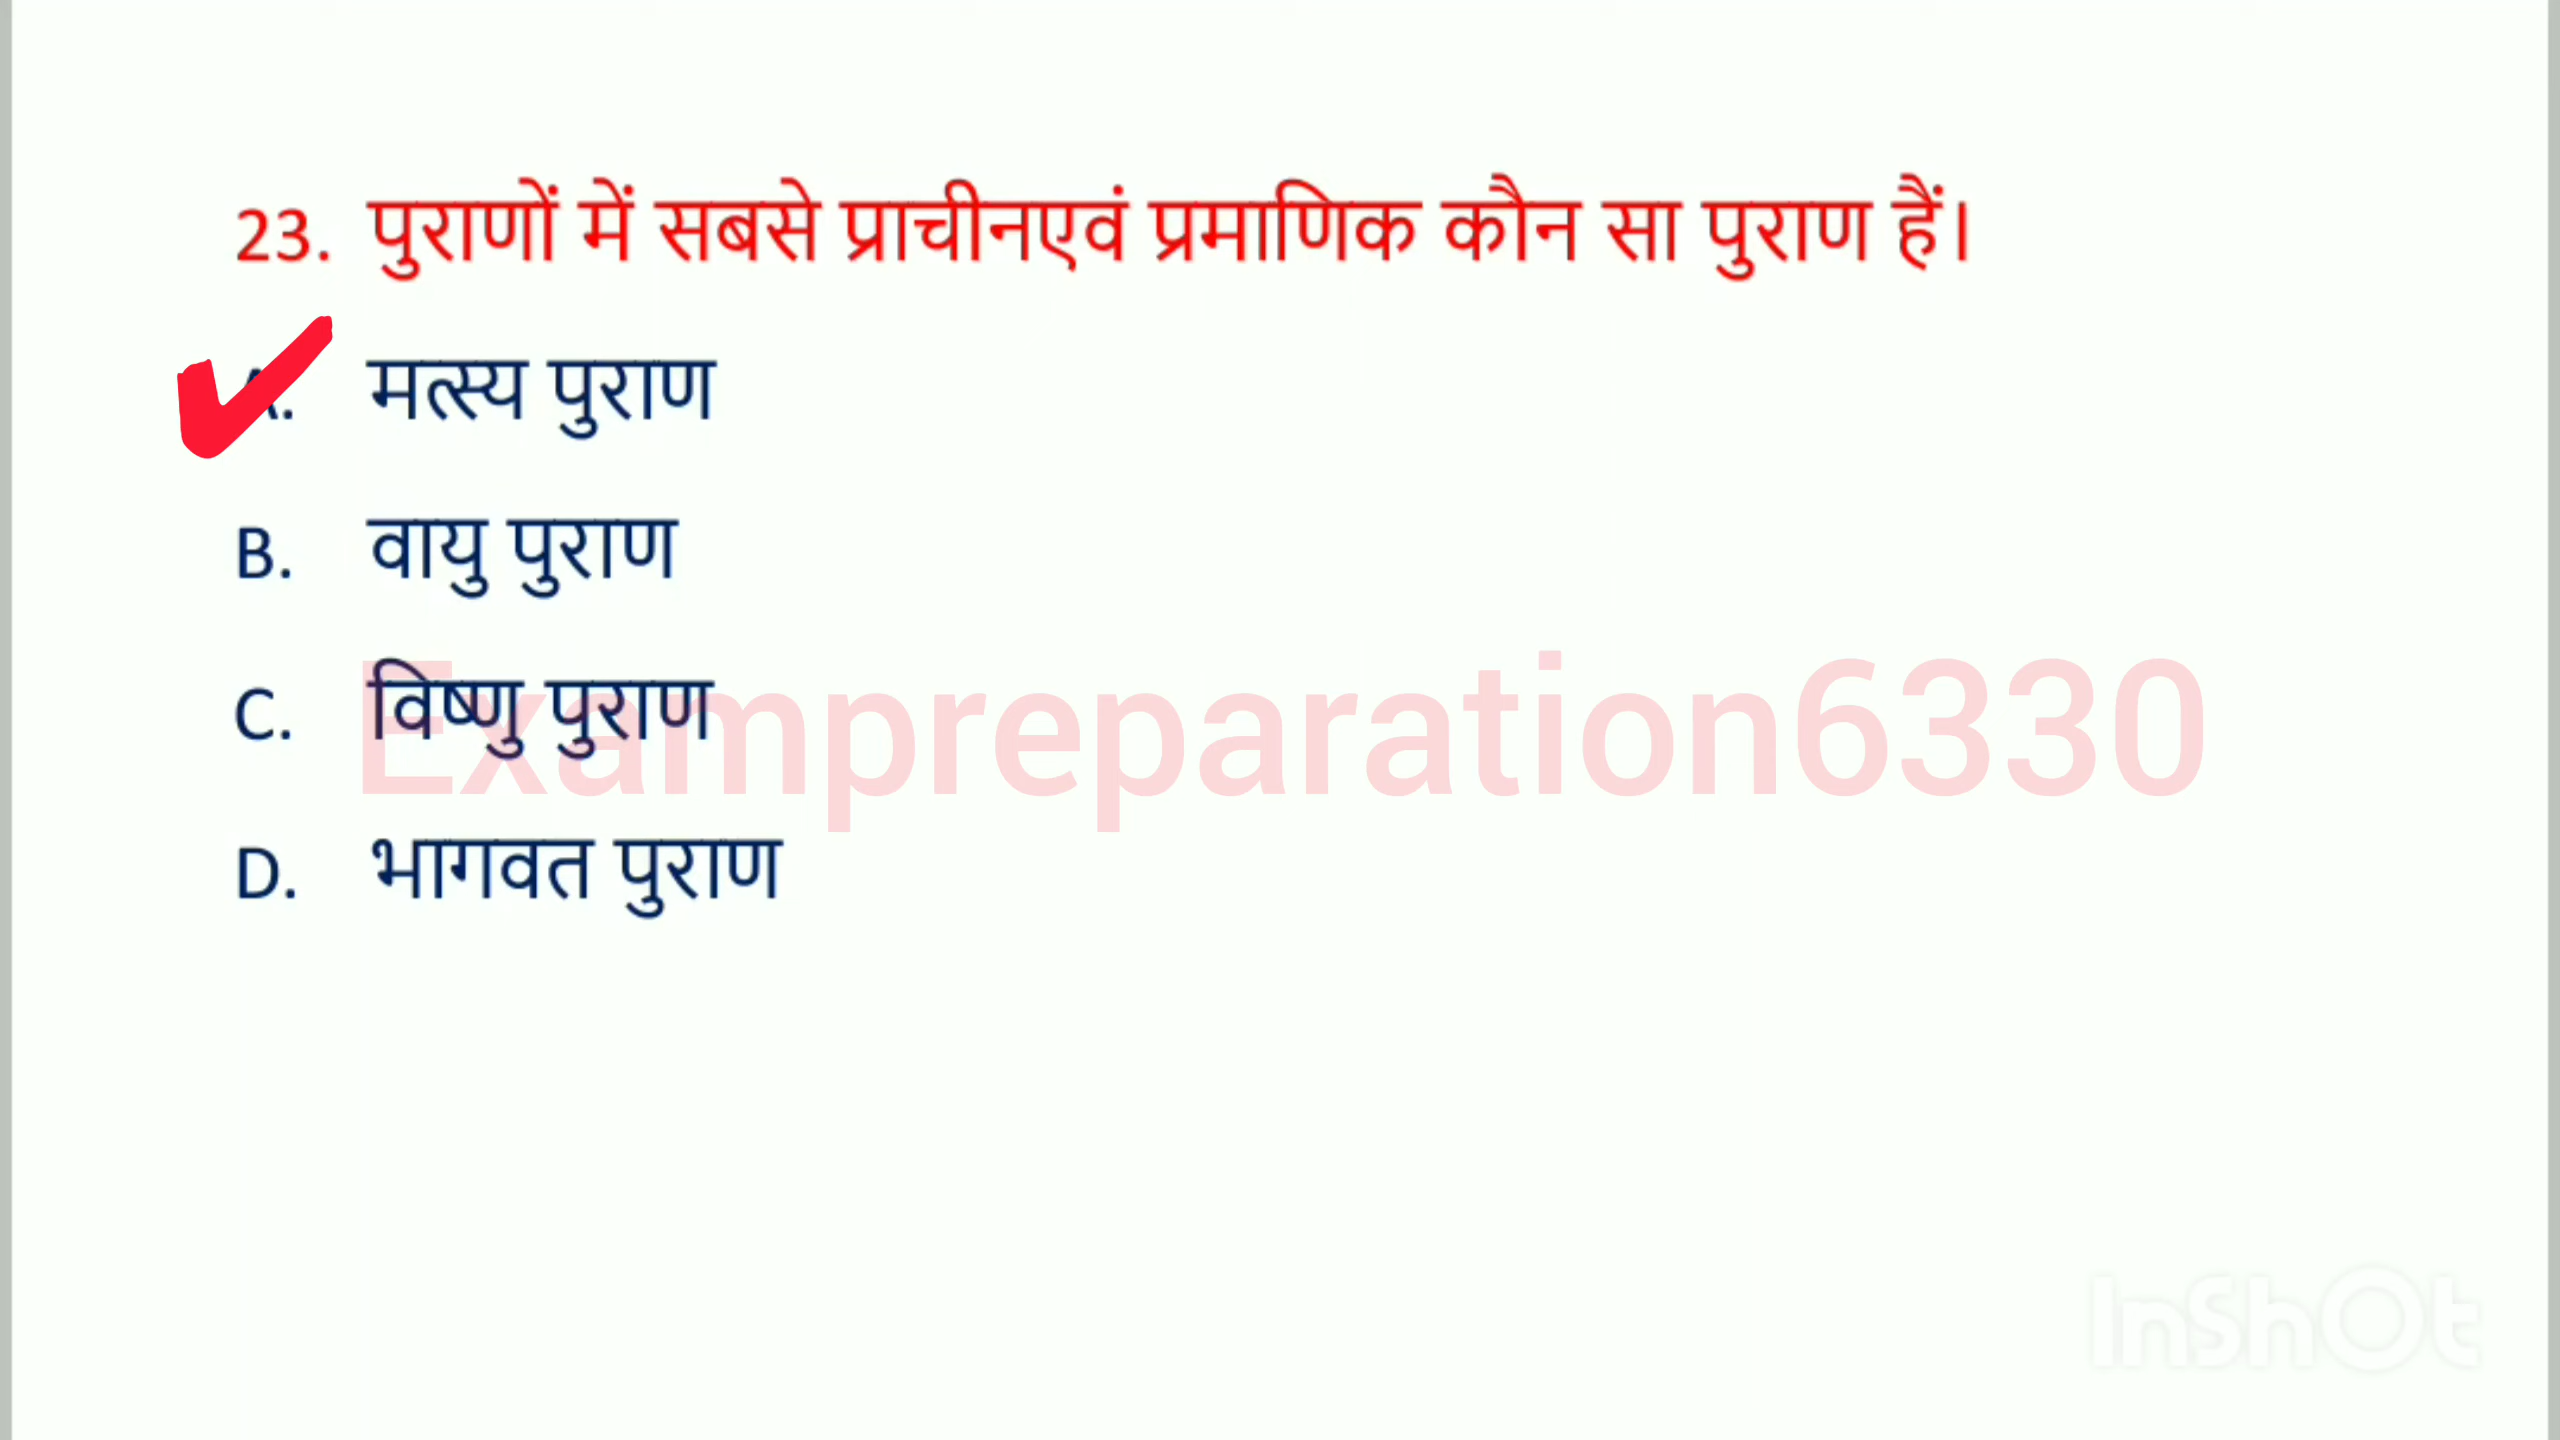 23. पुराणों में सबसे प्राचीनएवं प्रमाणिक कौन सा पुराण हैं।
A. मत्स्य पुराण
B. वायु पुराण
C. विष्णु पुराण
Exampreparation6330
D. भागवत पुराण
InShOt